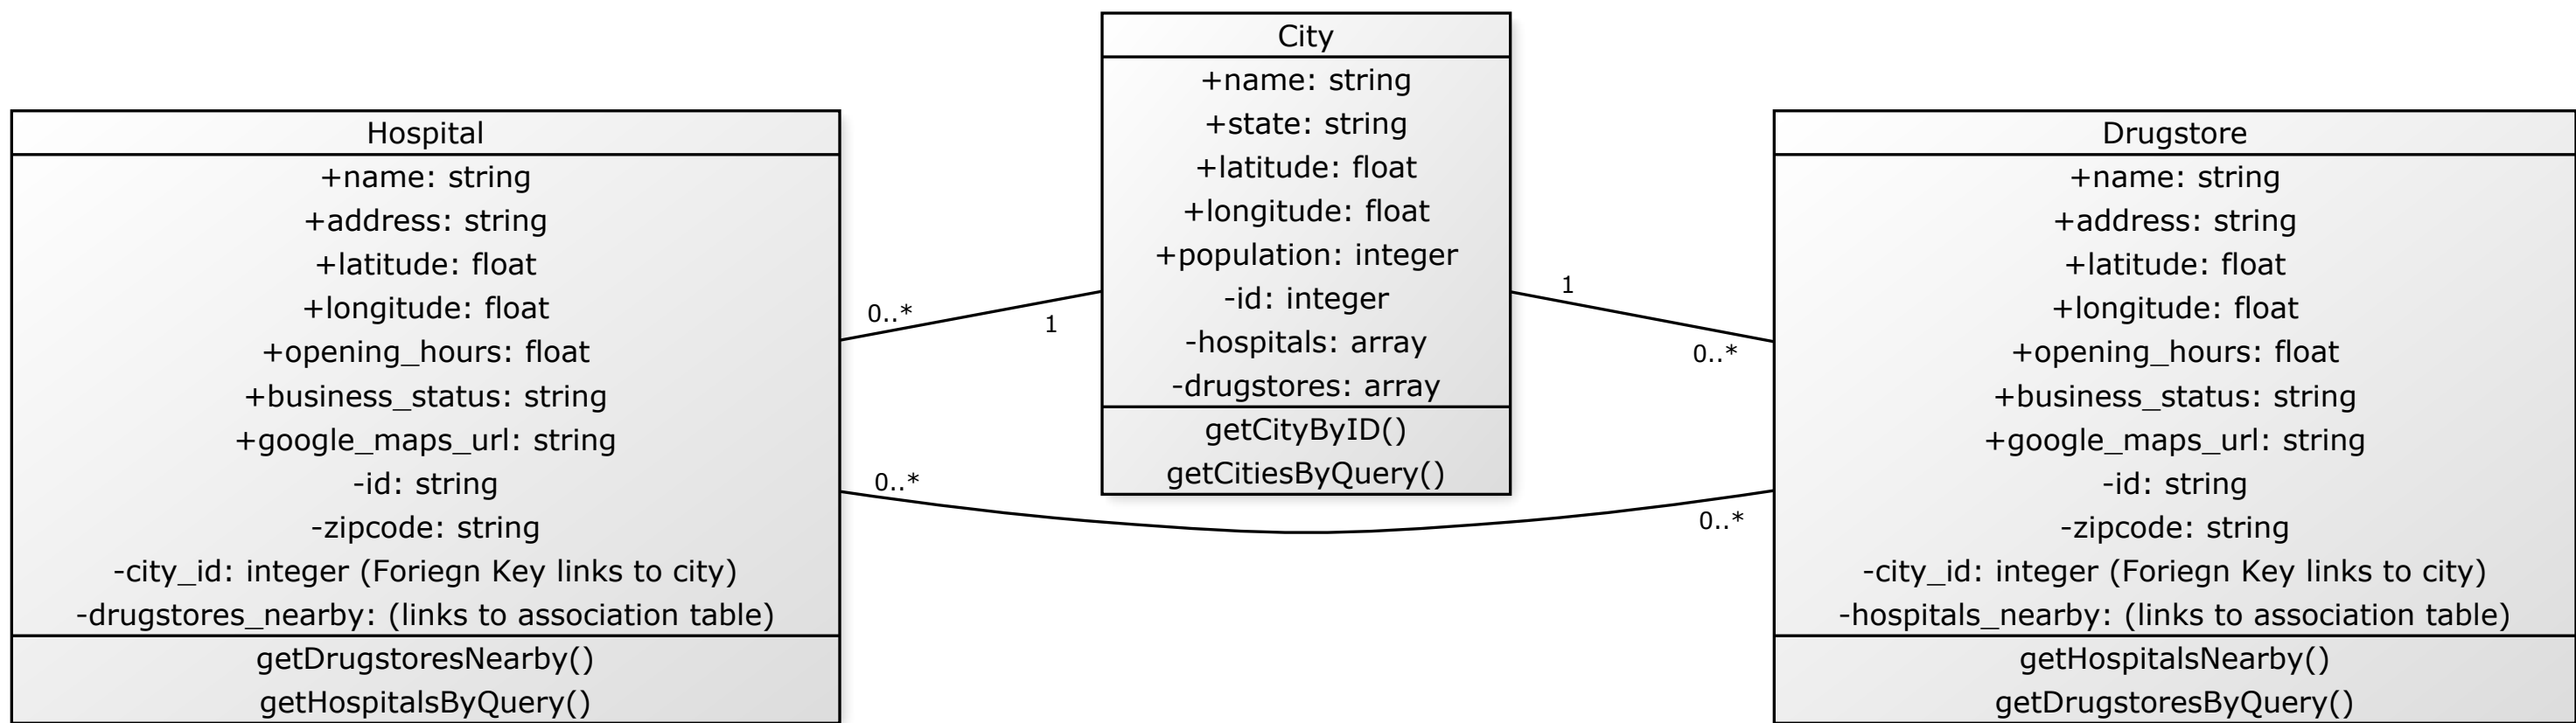 City
+name: string
+state: string
+latitude: float
+longitude: float
+population: integer
-id: integer
-hospitals: array
-drugstores: array
getCityByID()
getCitiesByQuery()
Hospital
+name: string
+address: string
+latitude: float
+longitude: float
+opening_hours: float
+business_status: string
+google_maps_url: string
-id: string
-zipcode: string
-city_id: integer (Foriegn Key links to city)
-drugstores_nearby: (links to association table)
getDrugstoresNearby()
getHospitalsByQuery()
0..*
1
0..*
1
0..*
0..*
Drugstore
+name: string
+address: string
+latitude: float
+longitude: float
+opening_hours: float
+business_status: string
+google_maps_url: string
-id: string
-zipcode: string
-city_id: integer (Foriegn Key links to city)
-hospitals_nearby: (links to association table)
getHospitalsNearby()
getDrugstoresByQuery()